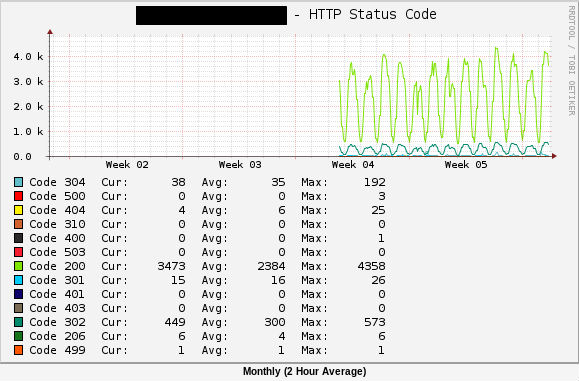 - HTTP Status Code
RRDTOOL / TOBI OETIKER
4.0 k
3.0 k
2.0 k
1.0 k
0.0
Week 02 Week 03 Week 04 Week 05
Code 304 Cur: 38 Avg: 35 Max: 192
Code 500 Cur: 0 Avg: 0 Max: 3
Code 404 Cur: 4 Avg: 6 Max: 25
Code 310 Cur: 0 Avg: 0 Max: 0
Code 400 Cur: 0 Avg: 0 Max: 1
Code 503 Cur: 0 Avg: 0 Max: 0
Code 200 Cur: 3473 Avg: 2384 Max: 4358
Code 301 Cur: 15 Avg: 16 Max: 26
Code 401 Cur: 0 Avg: 0 Max: 0
Code 403 Cur: 0 Avg: 0 Max: 0
Code 302 Cur: 449 Avg: 300 Max: 573
Code 206 Cur: 6 Avg: 4 Max: 6
Code 499 Cur: 1 Avg: 1 Max: 1
Monthly (2 Hour Average)